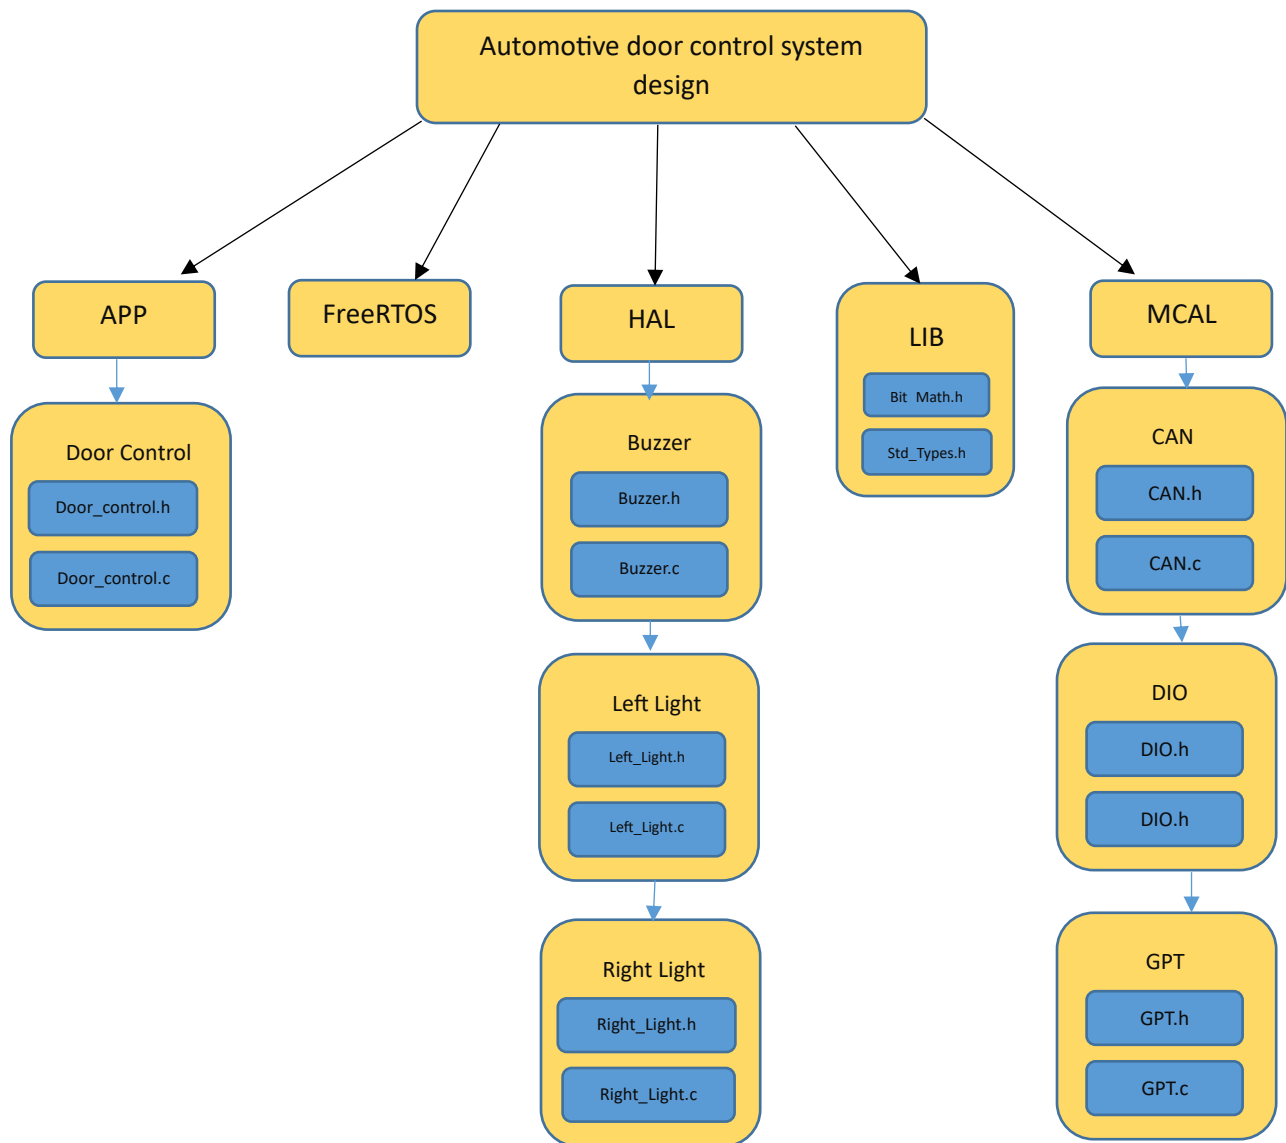 Automotive door control system
design
APP
FreeRTOS
HAL
LIB
Bit Math.h
Std_Types.h
MCAL
Door Control
Door_control.h
Door_control.c
Buzzer
Buzzer.h
Buzzer.c
CAN
CAN.h
CAN.c
Left Light
Left_Light.h
Left_Light.c
DIO
DIO.h
DIO.h
Right Light
Right_Light.h
Right_Light.c
GPT
GPT.h
GPT.c